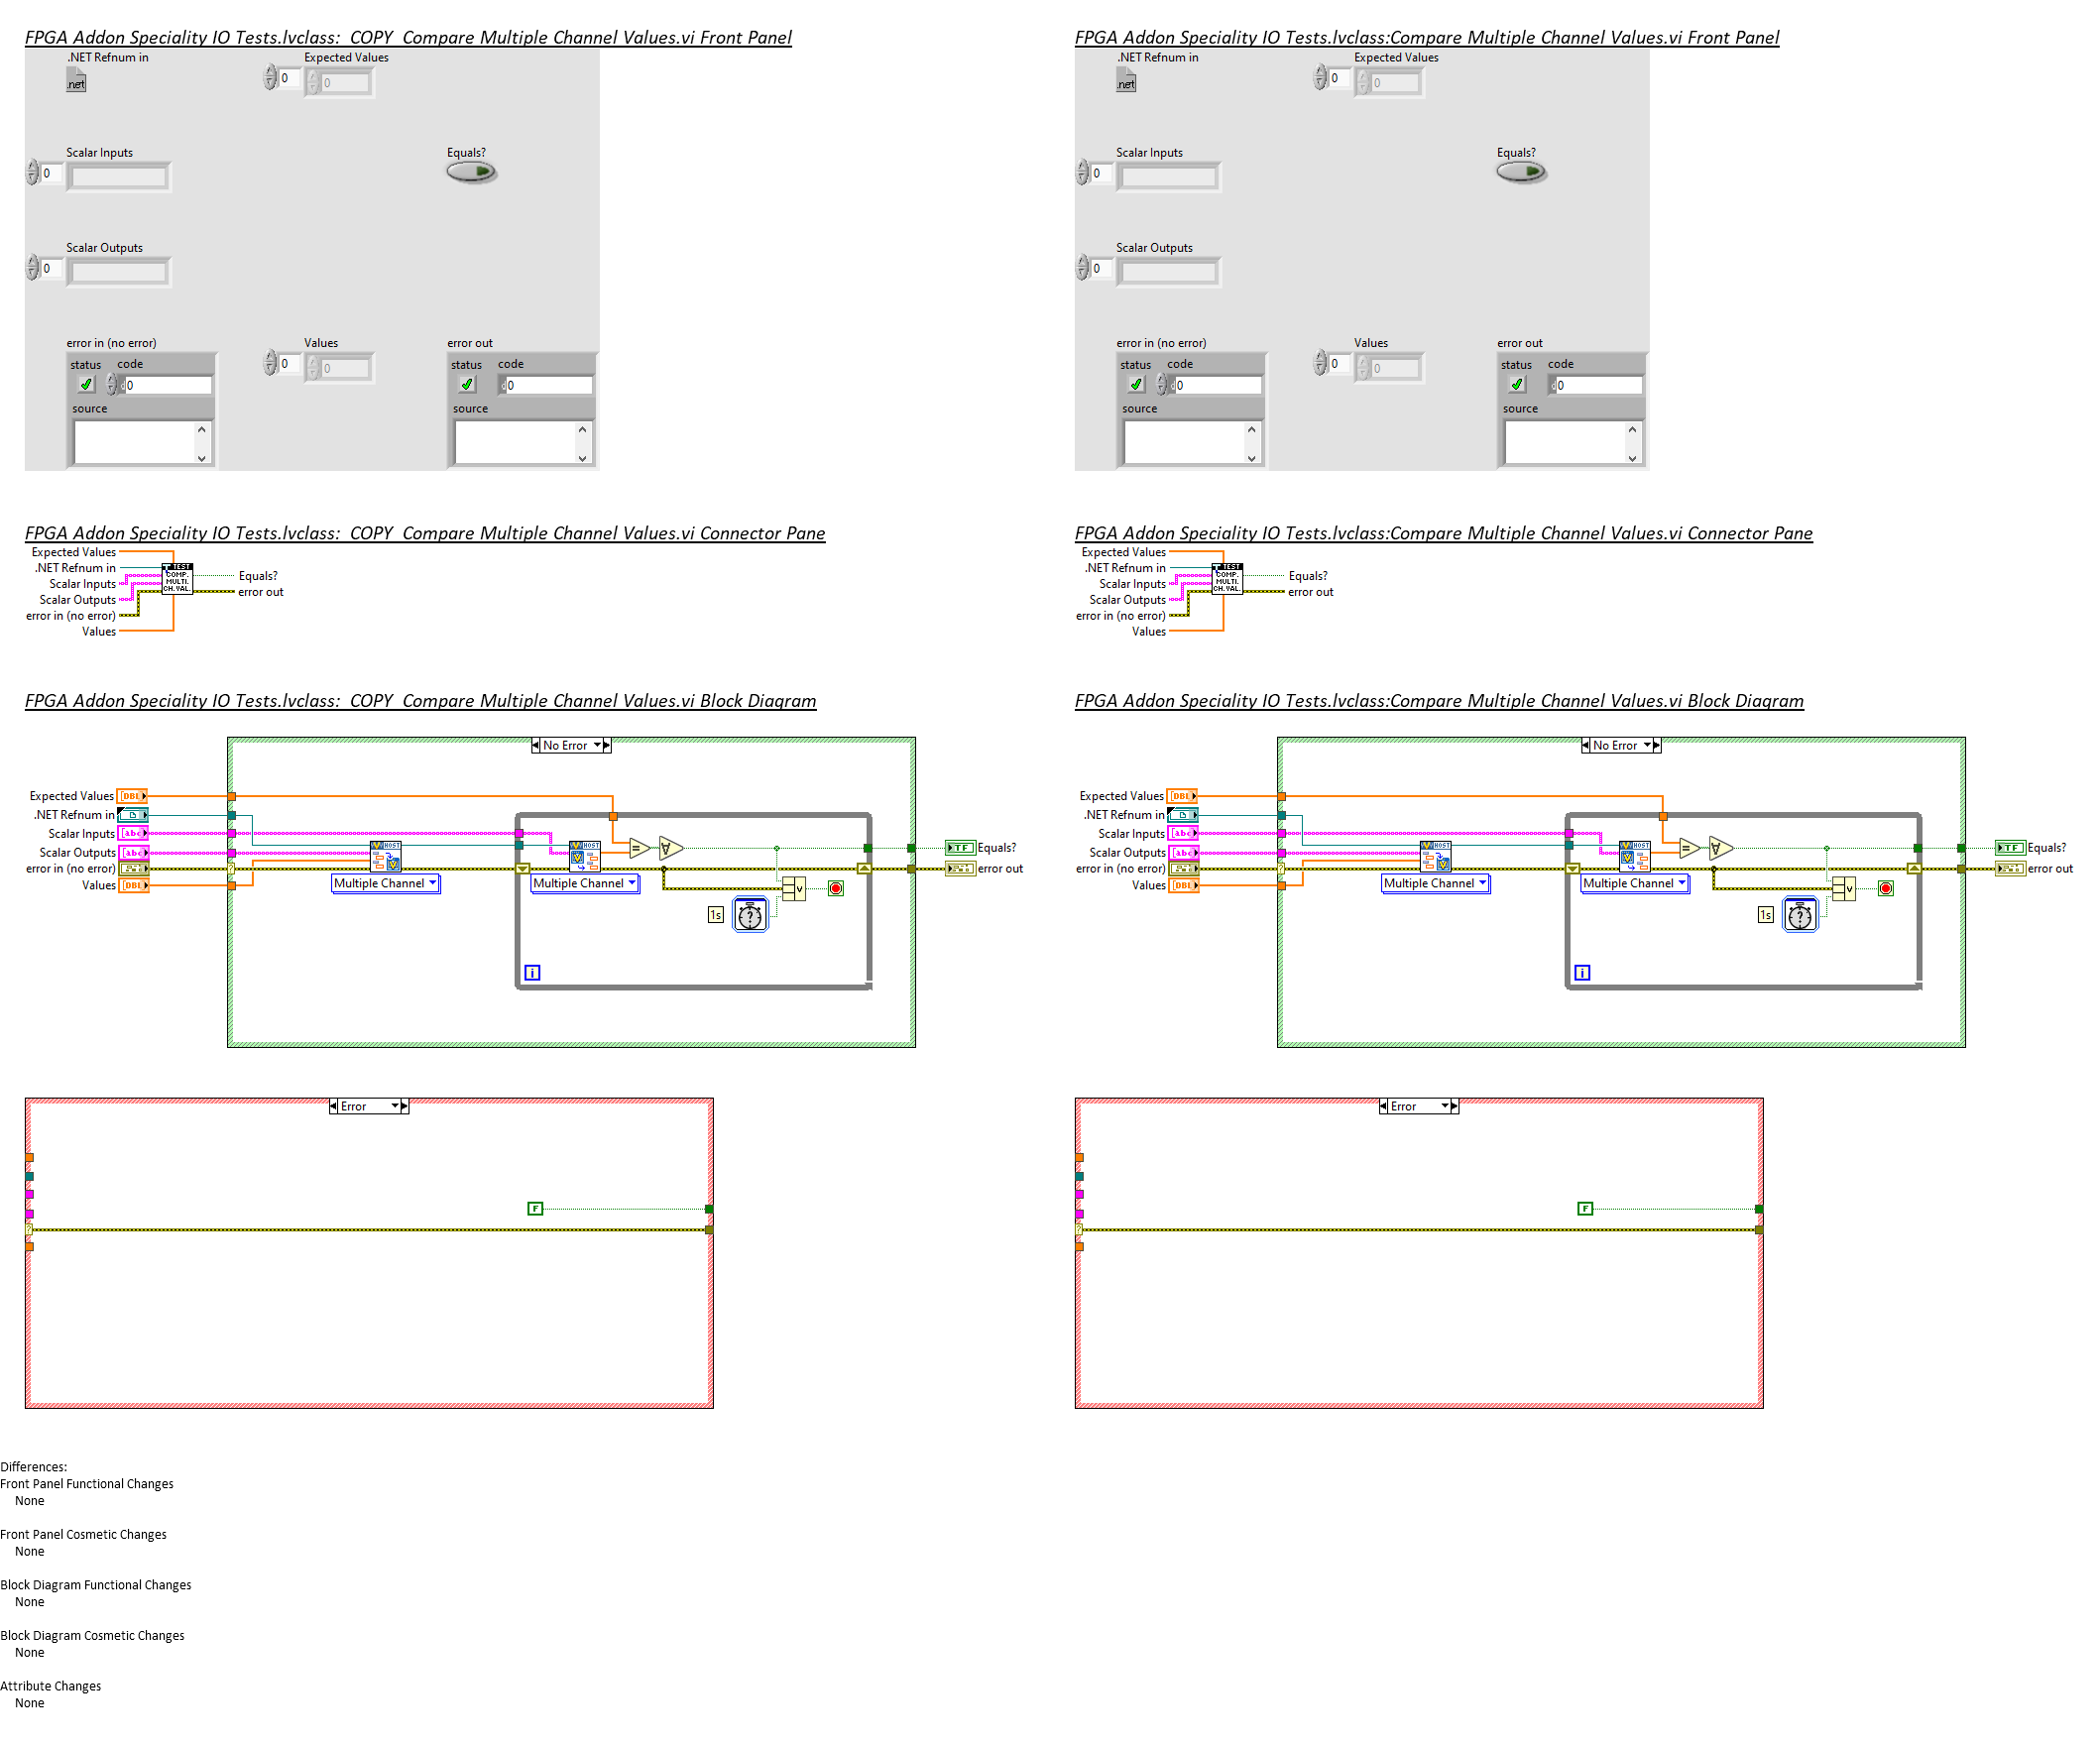 FPGA Addon Speciality IO Tests.lvclass:  COPY  Compare Multiple Channel Values.vi Front Panel
.NET Refnum in
Expected Values
.net
0
0
Scalar Inputs
Equals?
0
Scalar Outputs
0
error in (no error)
Values
error out
status code
0
0
status code
0
0
source
source
FPGA Addon Speciality IO Tests.lvclass:Compare Multiple Channel Values.vi Front Panel
.NET Refnum in
Expected Values
.net
0
0
Scalar Inputs
Equals?
0
Scalar Outputs
0
error in (no error)
Values
error out
status code
0
0
status code
0
0
source
source
FPGA Addon Speciality IO Tests.lvclass:  COPY  Compare Multiple Channel Values.vi Connector Pane
Expected Values
.NET Refnum in
Scalar Inputs
Scalar Outputs
error in (no error)
Values
TEST
COMP.
MULTI.
CH.VAL.
Equals?
error out
FPGA Addon Speciality IO Tests.lvclass:Compare Multiple Channel Values.vi Connector Pane
Expected Values
.NET Refnum in
Scalar Inputs
Scalar Outputs
error in (no error)
Values
TEST
COMP.
MULTI.
CH.VAL.
Equals?
error out
FPGA Addon Speciality IO Tests.lvclass:  COPY  Compare Multiple Channel Values.vi Block Diagram
No Error
Expected Values
DBL
.NET Refnum in
Scalar Inputs
abc
Scalar Outputs
abc
error in (no error)
Values
DBL
HOST
Multiple Channel
HOST
Multiple Channel
=
V
1s
?
i
TF
Equals?
error out
Error
F
?
FPGA Addon Speciality IO Tests.lvclass:Compare Multiple Channel Values.vi Block Diagram
No Error
Expected Values
DBL
.NET Refnum in
Scalar Inputs
abc
Scalar Outputs
abc
error in (no error)
Values
DBL
HOST
Multiple Channel
HOST
Multiple Channel
=
V
1s
?
i
TF
Equals?
error out
Error
F
?
Differences:
Front Panel Functional Changes
None
Front Panel Cosmetic Changes
None
Block Diagram Functional Changes
None
Block Diagram Cosmetic Changes
None
Attribute Changes
None